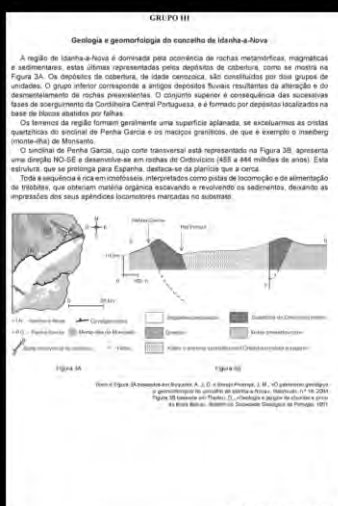 GRUPO III
Geologia e geomorfologia do concelho de Idanha-a-Nova
A região de Idanha-a-Nova é dominada pela ocorrência de rochas metamórficas, magmáticas
e sedimentares, estas últimas representadas pelos depósitos de cobertura, como se mostra na
Figura 3A. Os depósitos de cobertura, de idade cenozoica, são constituídos por dois grupos de
unidades. O grupo inferior corresponde a antigos depósitos fluviais resultantes da alteração e do
desmantelamento de rochas preexistentes. O conjunto superior é consequência das sucessivas
fases de soerguimento da Cordilheira Central Portuguesa, e é formado por depósitos localizados na
base de blocos abatidos por falhas.
Os terrenos da região formam geralmente uma superfície aplanada, se excetuarmos as cristas
quartzíticas do sinclinal de Penha Garcia e os maciços graníticos, de que é exemplo o inselberg
(monte-ilha) de Monsanto.
O sinclinal de Penha Garcia, cujo corte transversal está representado na Figura 3B, apresenta
uma direção NO-SE e desenvolve-se em rochas do Ordovícico (488 a 444 milhões de anos). Esta
estrutura, que se prolonga para Espanha, destaca-se da planície que a cerca.
Toda a sequência é rica em icnofósseis, interpretados como pistas de locomoção e de alimentação
de trilobites, que obteriam matéria orgânica escavando e revolvendo os sedimentos, deixando as
impressões dos seus apêndices locomotores marcadas no substrato.
Figura 3A